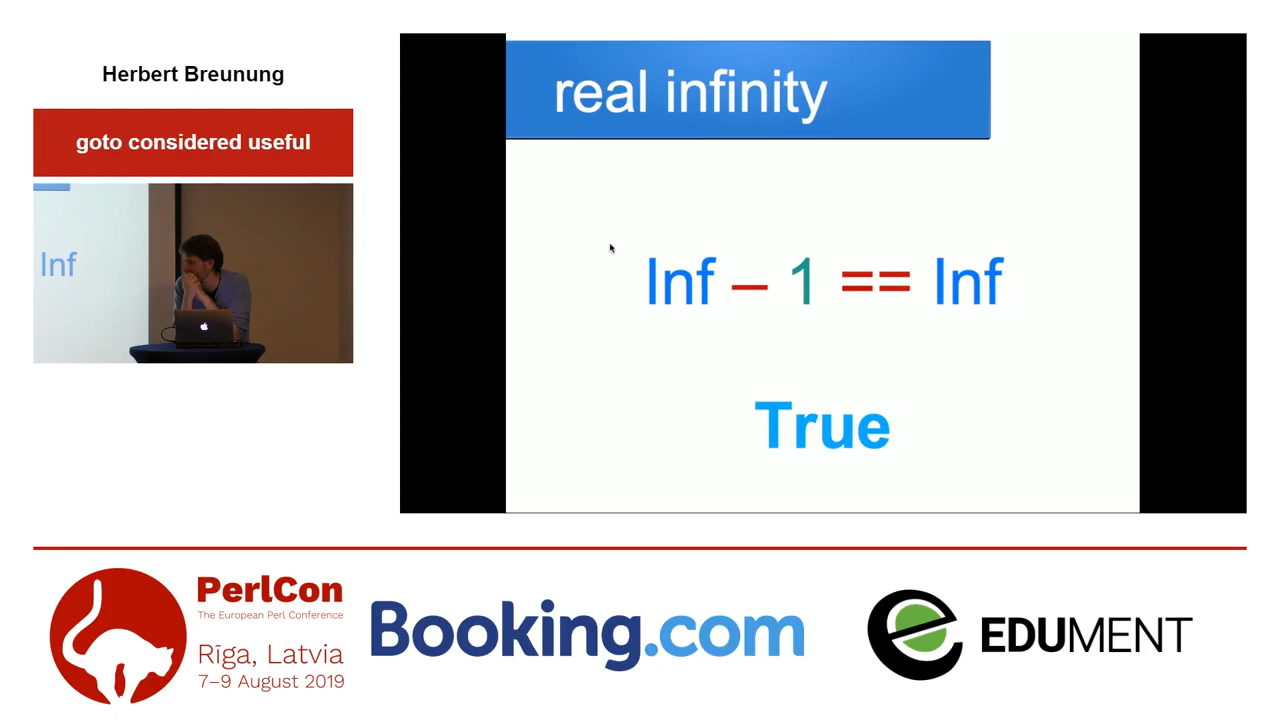 Herbert Breunung
goto considered useful
Inf
real infinity
Inf – 1 == Inf
True
PerlCon
The European Perl Conference
Rīga, Latvia
7–9 August 2019
Booking.com
EDUMENT